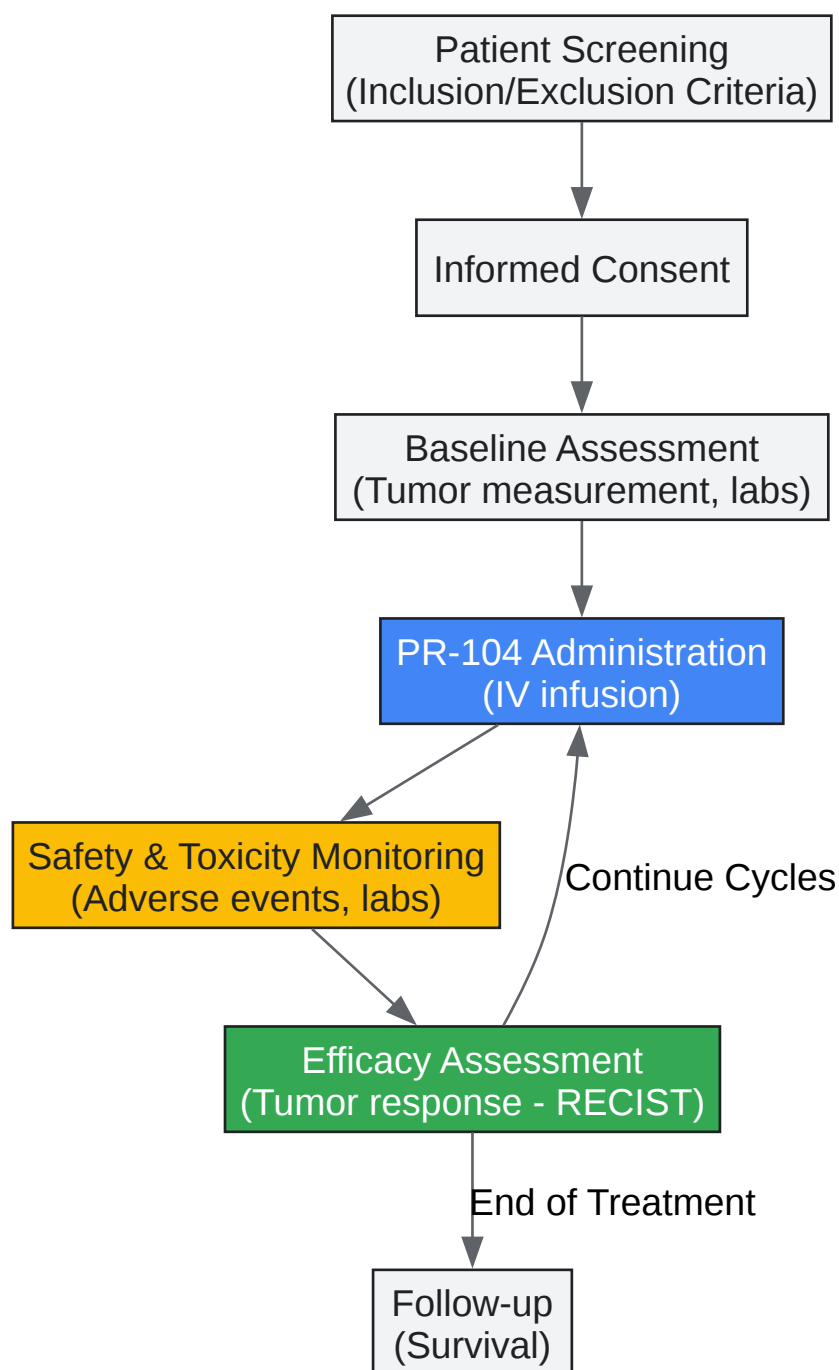 Patient Screening
(Inclusion/Exclusion Criteria)
Informed Consent
Baseline Assessment
(Tumor measurement, labs)
PR-104 Administration
(IV infusion)
Safety & Toxicity Monitoring
(Adverse events, labs)
Continue Cycles
Efficacy Assessment
(Tumor response - RECIST)
End of Treatment
Follow-up
(Survival)